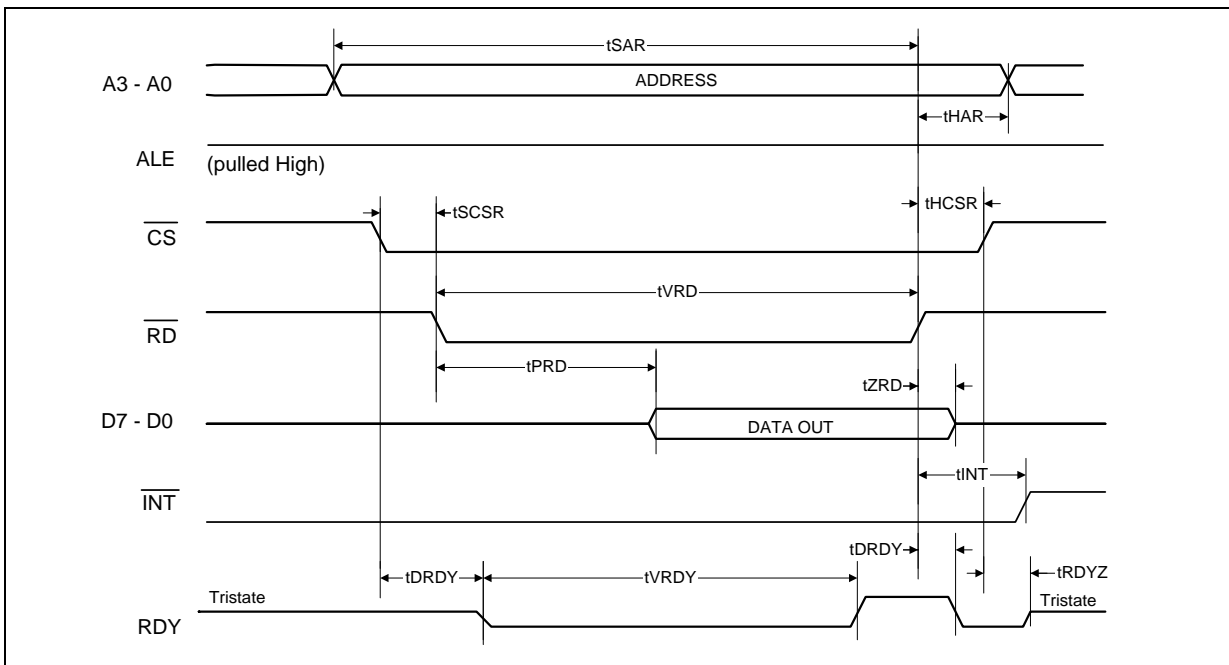 tSAR
A3 - A0
ADDRESS
tHAR
ALE
(pulled High)
tSCSR
tHCSR
CS
tVRD
RD
tPRD
tZRD
D7 - D0
DATA OUT
tINT
INT
tDRDY
tDRDY
tVRDY
tRDYZ
Tristate
Tristate
RDY